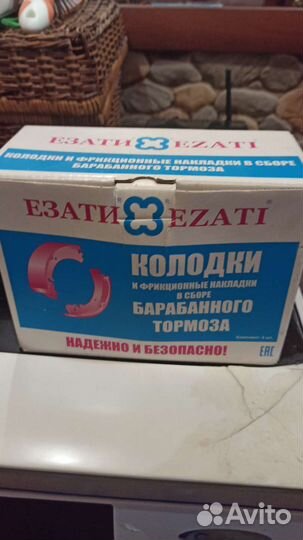 ЕЗАТИ EZATI
КОЛОДКИ И ФРИКЦИОННЫЕ НАКЛАДКИ В СБОРЕ
БАРАБАННОГО ТОРМОЗА
ЕЗАТИ EZATI
КОЛОДКИ
И ФРИКЦИОННЫЕ НАКЛАДКИ
В СБОРЕ
БАРАБАННОГО
ТОРМОЗА
НАДЕЖНО И БЕЗОПАСНО!
EAC
Avito